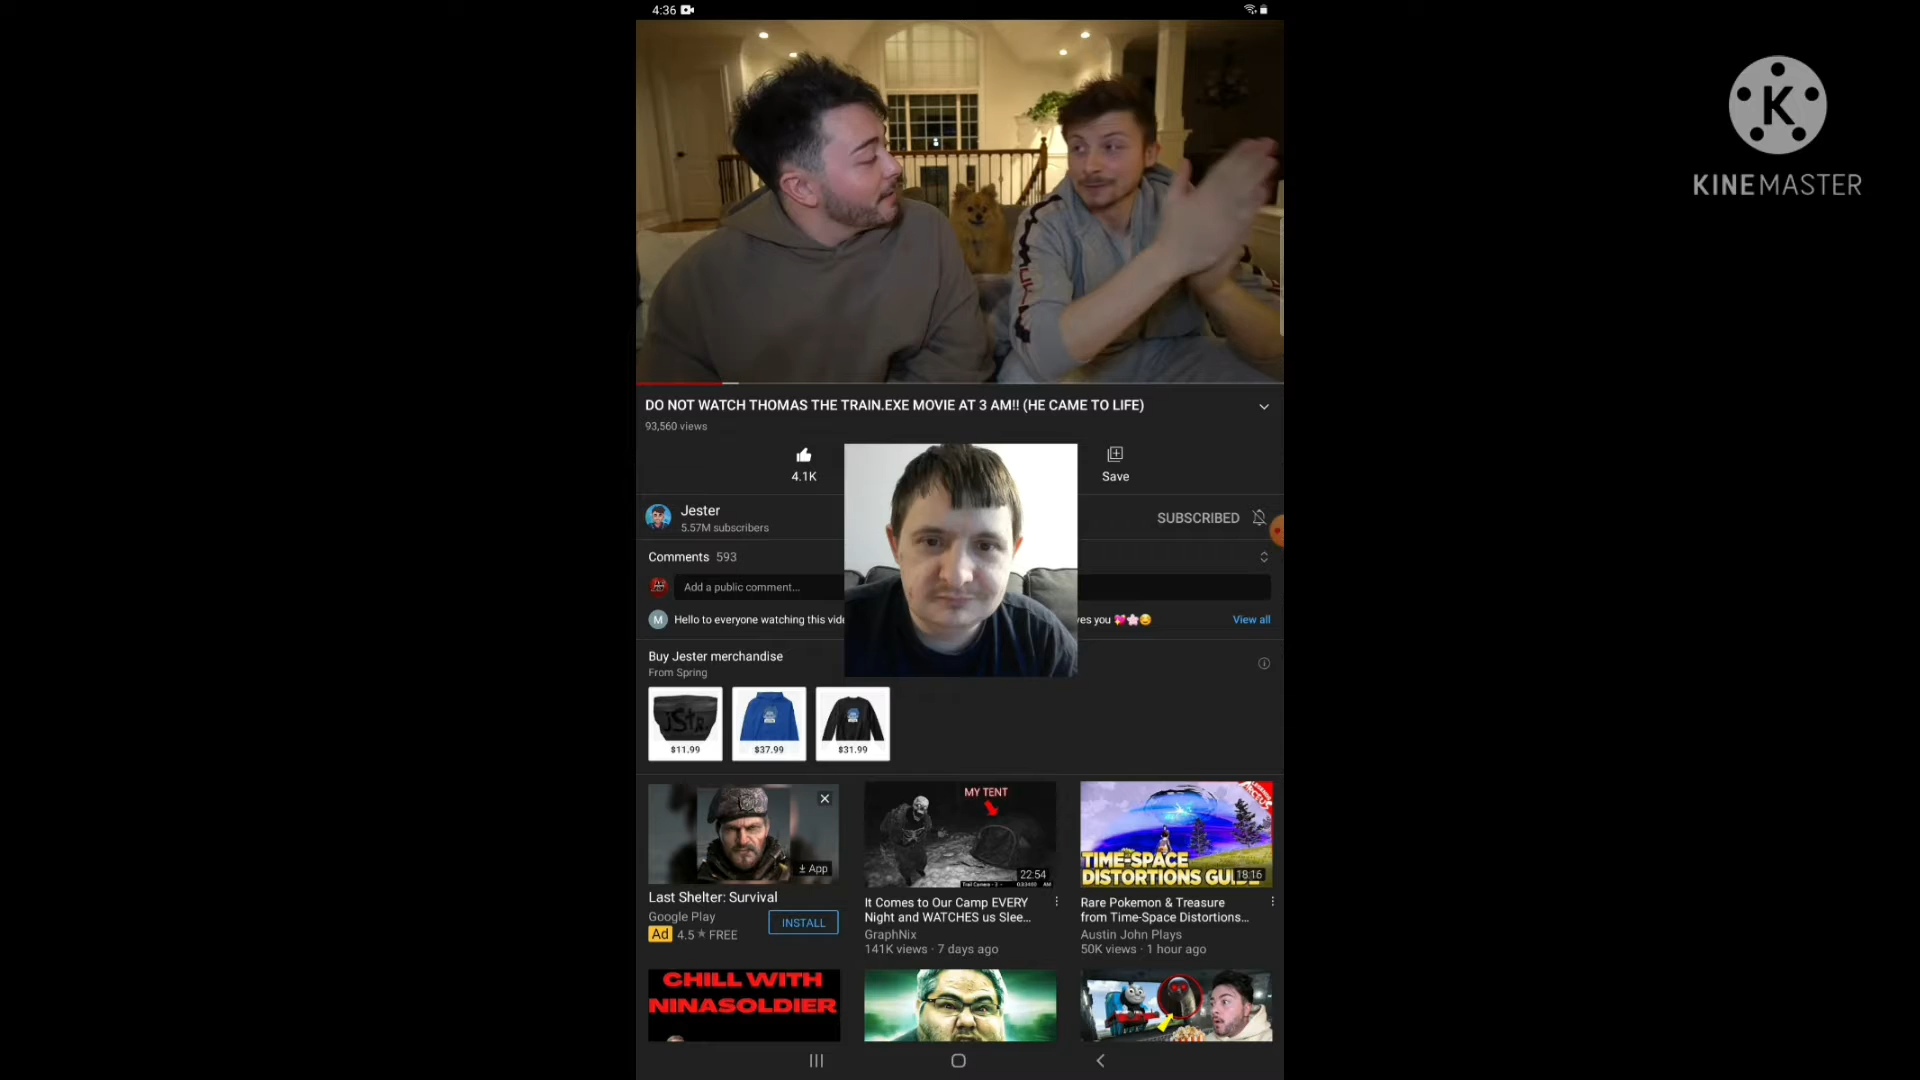 4:36
KINEMASTER
DO NOT WATCH THOMAS THE TRAIN.EXE MOVIE AT 3 AM!! (HE CAME TO LIFE)
93,560 views
4.1K
Save
Jester
5.57M subscribers
SUBSCRIBED
Comments 593
Add a public comment...
M
Hello to everyone watching this vide
you 💖🌸😊
View all
Buy Jester merchandise
From Spring
$11.99
$37.99
$31.99
App
MY TENT
22:54
TIME-SPACE
DISTORTIONS GUIDE
18:16
Last Shelter: Survival
Google Play
INSTALL
Ad 4.5 ★ FREE
It Comes to Our Camp EVERY
Night and WATCHES us Slee...
GraphNix
141K views · 7 days ago
Rare Pokemon & Treasure
from Time-Space Distortions...
Austin John Plays
50K views · 1 hour ago
CHILL WITH
NINASOLDIER